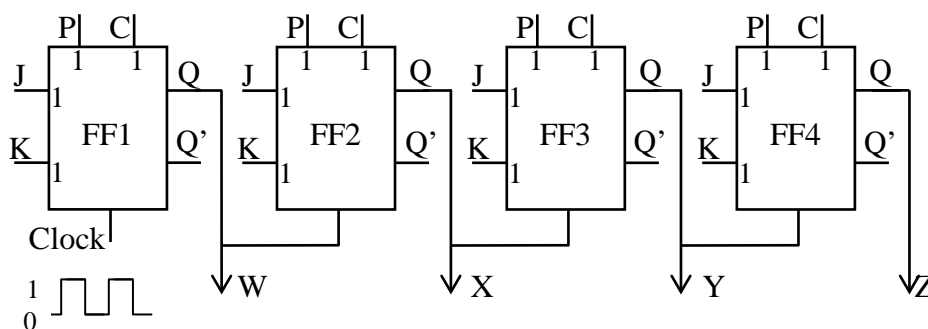 P C P C P C P C
1 1 1 1 1 1 1 1
J Q J Q J Q J Q
1 1 1 1
FF1 FF2 FF3 FF4
K Q’ K Q’ K Q’ K Q’
1 1 1 1
Clock
1 W X Y Z
0